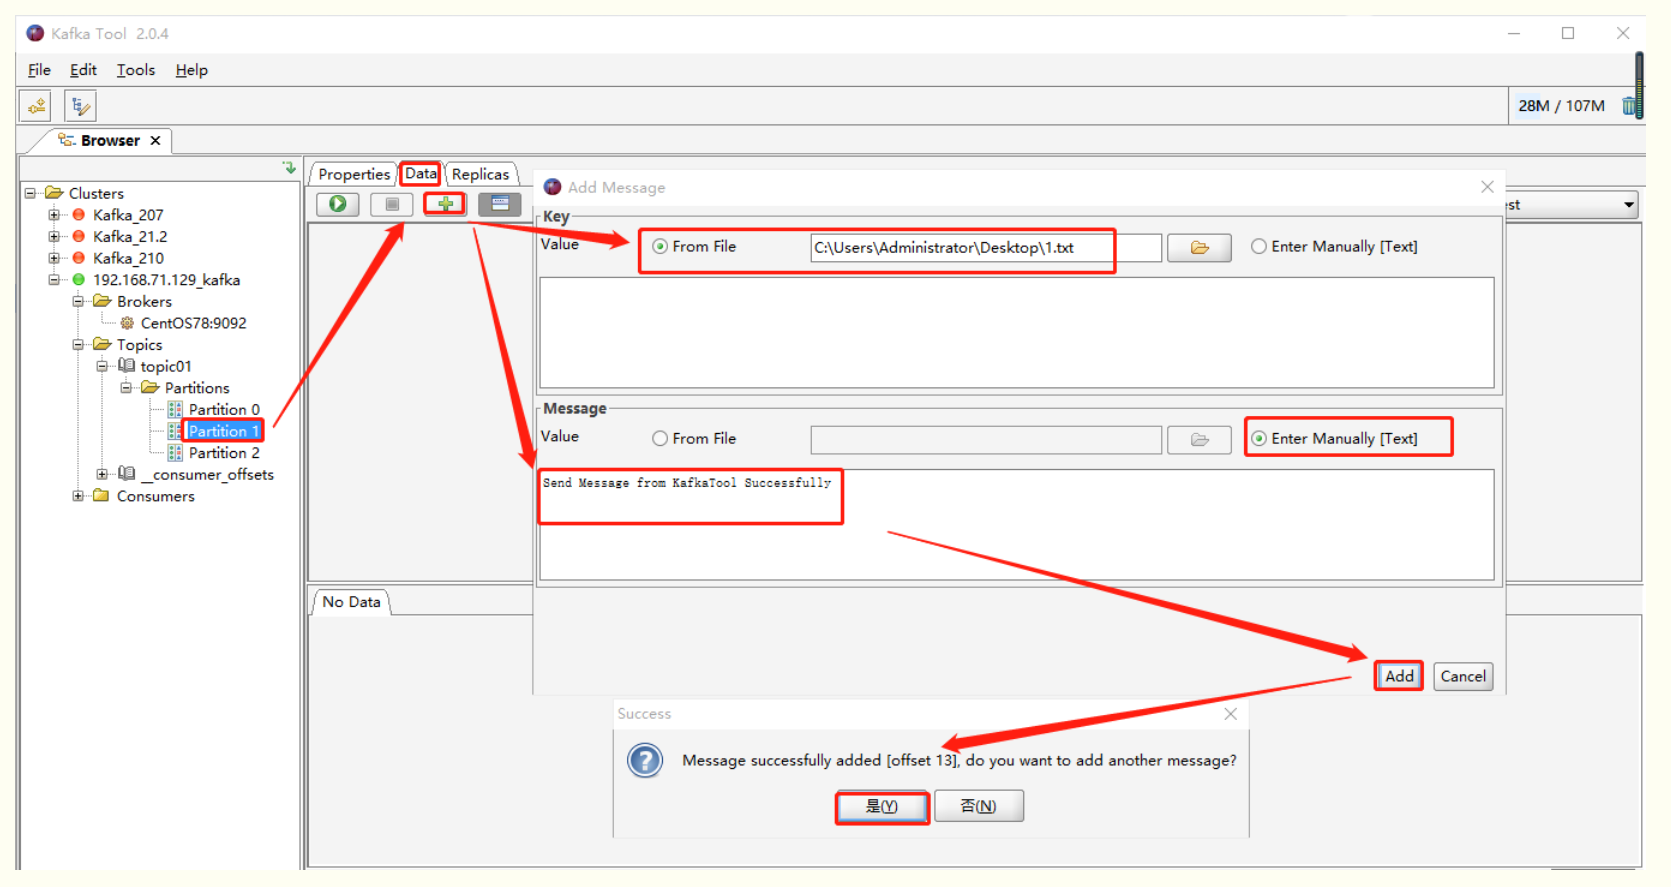 Kafka Tool 2.0.4
File Edit Tools Help
28M / 107M
Browser
Properties Data Replicas
Clusters
Kafka_207
Kafka_21.2
Kafka_210
192.168.71.129_kafka
Brokers
CentOS78:9092
Topics
topic01
Partitions
Partition 0
Partition 1
Partition 2
__consumer_offsets
Consumers
Add Message
Key
Value From File C:\Users\Administrator\Desktop\1.txt Enter Manually [Text]
Message
Value From File Enter Manually [Text]
Send Message from KafkaTool Successfully
No Data
Add Cancel
Success
Message successfully added [offset 13], do you want to add another message?
是(Y) 否(N)